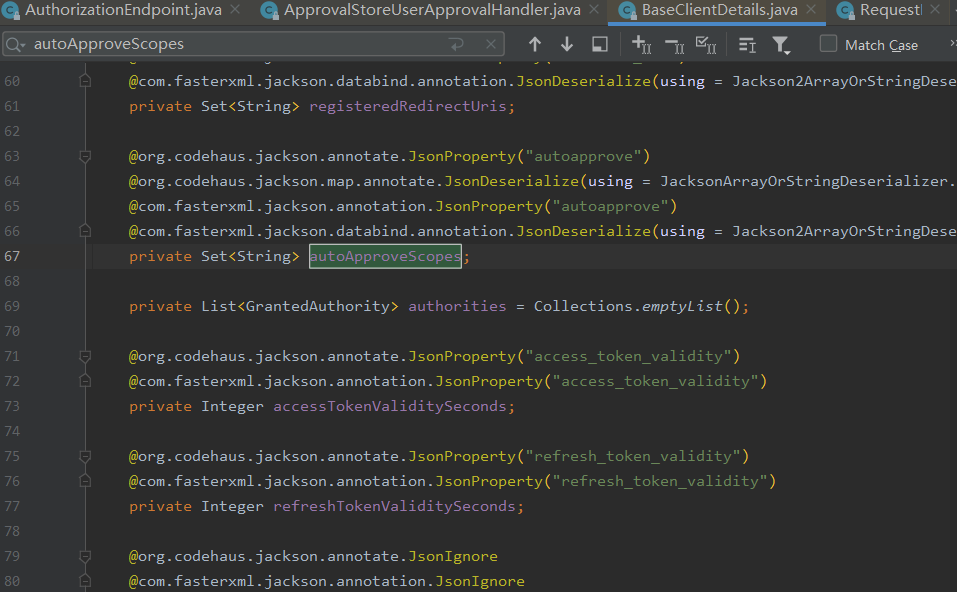 AuthorizationEndpoint.java ApprovalStoreUserApprovalHandler.java BaseClientDetails.java Request
autoApproveScopes Match Case
60 @com.fasterxml.jackson.databind.annotation.JsonDeserialize(using = Jackson2ArrayOrStringDese
61 private Set<String> registeredRedirectUris;
62
63 @org.codehaus.jackson.annotate.JsonProperty("autoapprove")
64 @org.codehaus.jackson.map.annotate.JsonDeserialize(using = JacksonArrayOrStringDeserializer.
65 @com.fasterxml.jackson.annotation.JsonProperty("autoapprove")
66 @com.fasterxml.jackson.databind.annotation.JsonDeserialize(using = Jackson2ArrayOrStringDese
67 private Set<String> autoApproveScopes;
68
69 private List<GrantedAuthority> authorities = Collections.emptyList();
70
71 @org.codehaus.jackson.annotate.JsonProperty("access_token_validity")
72 @com.fasterxml.jackson.annotation.JsonProperty("access_token_validity")
73 private Integer accessTokenValiditySeconds;
74
75 @org.codehaus.jackson.annotate.JsonProperty("refresh_token_validity")
76 @com.fasterxml.jackson.annotation.JsonProperty("refresh_token_validity")
77 private Integer refreshTokenValiditySeconds;
78
79 @org.codehaus.jackson.annotate.JsonIgnore
80 @com.fasterxml.jackson.annotation.JsonIgnore